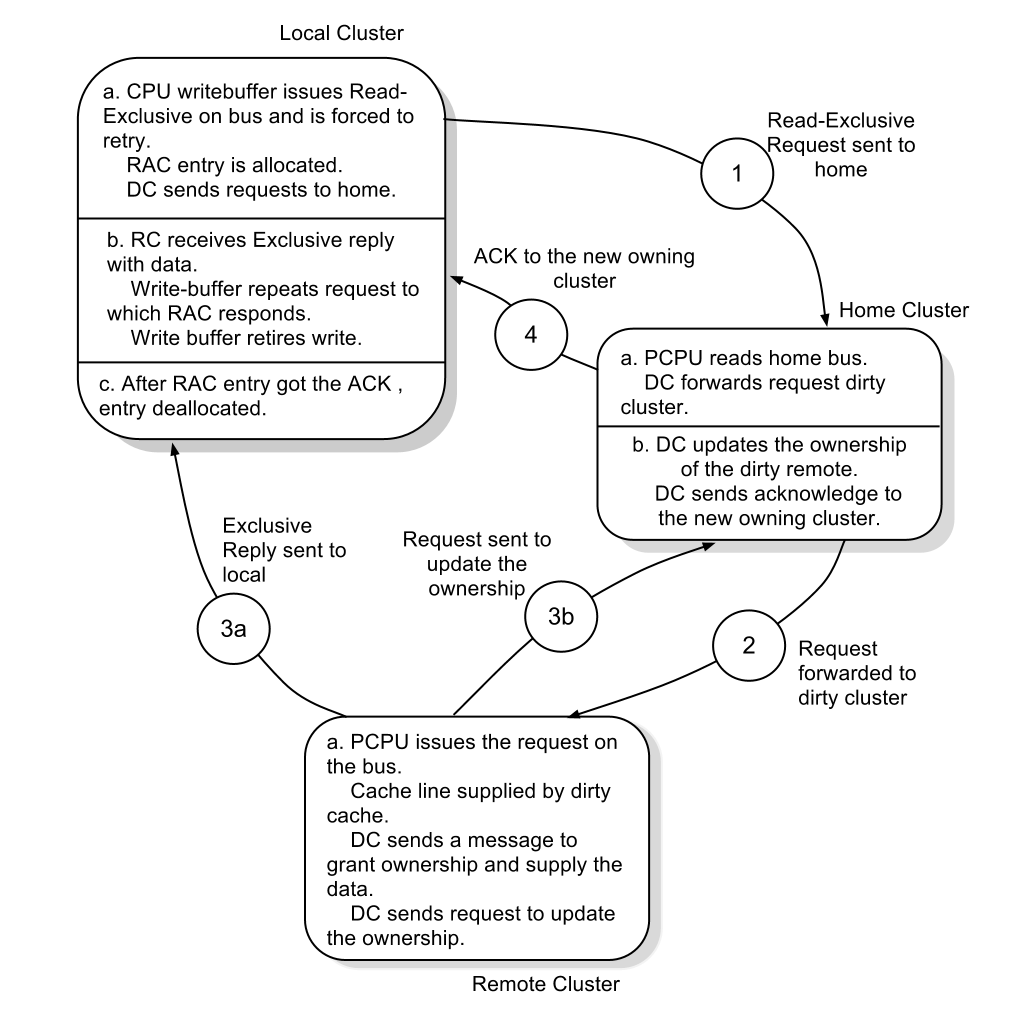 Local Cluster
a. CPU writebuffer issues Read-
Exclusive on bus and is forced to
retry.
RAC entry is allocated.
DC sends requests to home.
b. RC receives Exclusive reply
with data.
Write-buffer repeats request to
which RAC responds.
Write buffer retires write.
c. After RAC entry got the ACK ,
entry deallocated.
1
Read-Exclusive
Request sent to
home
ACK to the new owning
cluster
4
Home Cluster
a. PCPU reads home bus.
DC forwards request dirty
cluster.
b. DC updates the ownership
of the dirty remote.
DC sends acknowledge to
the new owning cluster.
Exclusive
Reply sent to
local
3a
Request sent to
update the
ownership
3b
2
Request
forwarded to
dirty cluster
a. PCPU issues the request on
the bus.
Cache line supplied by dirty
cache.
DC sends a message to
grant ownership and supply the
data.
DC sends request to update
the ownership.
Remote Cluster